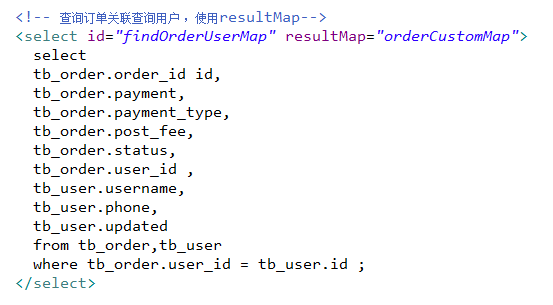 <!-- 查询订单关联查询用户，使用resultMap-->
<select id="findOrderUserMap" resultMap="orderCustomMap">
select
tb_order.order_id id,
tb_order.payment,
tb_order.payment_type,
tb_order.post_fee,
tb_order.status,
tb_order.user_id ,
tb_user.username,
tb_user.phone,
tb_user.updated
from tb_order,tb_user
where tb_order.user_id = tb_user.id ;
</select>